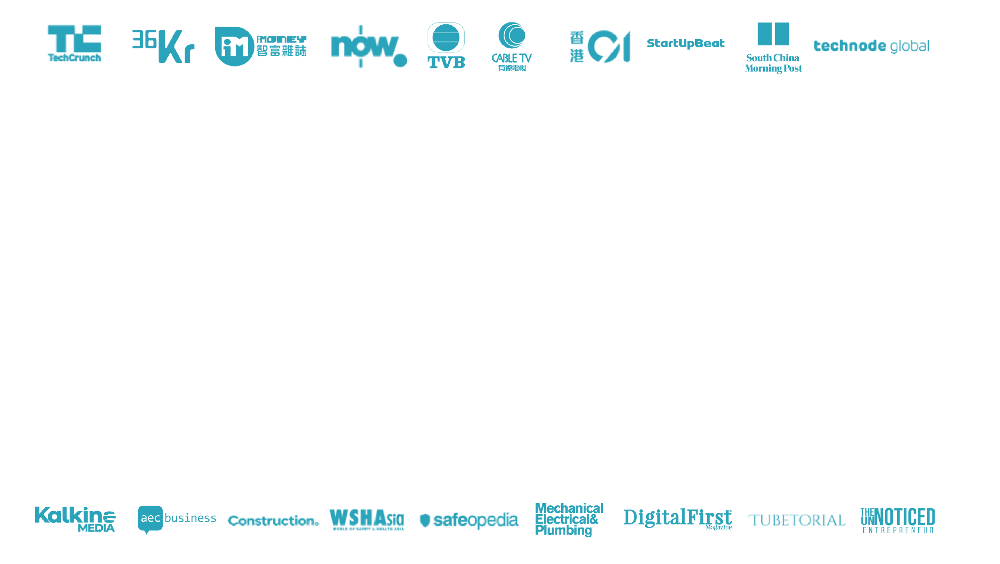 TC
TechCrunch
36Kr
iM
iMONEY
智富雜誌
now.
TVB
CABLE TV
有線電視
香港01
StartUpBeat
South China
Morning Post
technode global
Kalkine
MEDIA
aec business
Construction.
WSHAsia
WORLD OF SAFETY & HEALTH ASIA
safeopedia
Mechanical
Electrical &
Plumbing
DigitalFirst®
Magazine
TUBETORIAL
THE
UNNOTICED
ENTREPRENEUR